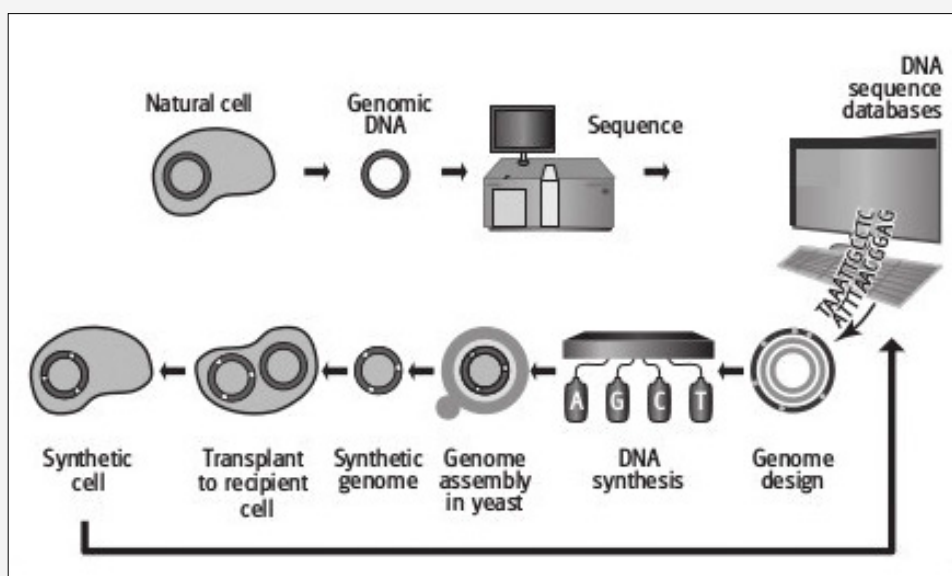 Natural cell
Genomic
DNA
Sequence
DNA
sequence
databases
TAAATTGCCTC
ATTTAACGGAG
A G C T
Synthetic
cell
Transplant
to recipient
cell
Synthetic
genome
Genome
assembly
in yeast
DNA
synthesis
Genome
design